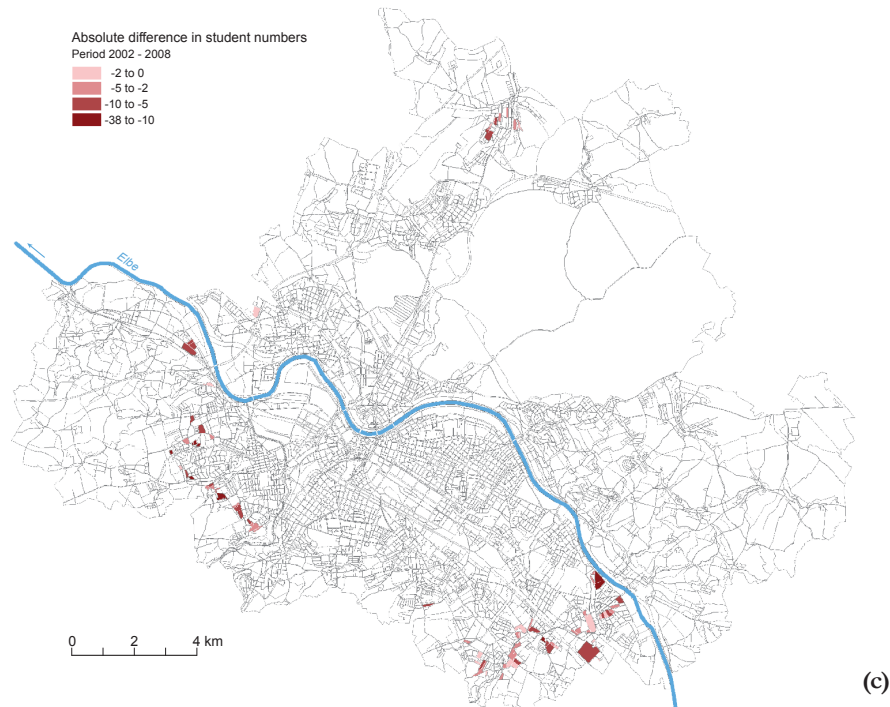 Absolute difference in student numbers
Period 2002 - 2008
-2 to 0
-5 to -2
-10 to -5
-38 to -10
Elbe
0 2 4 km
(c)